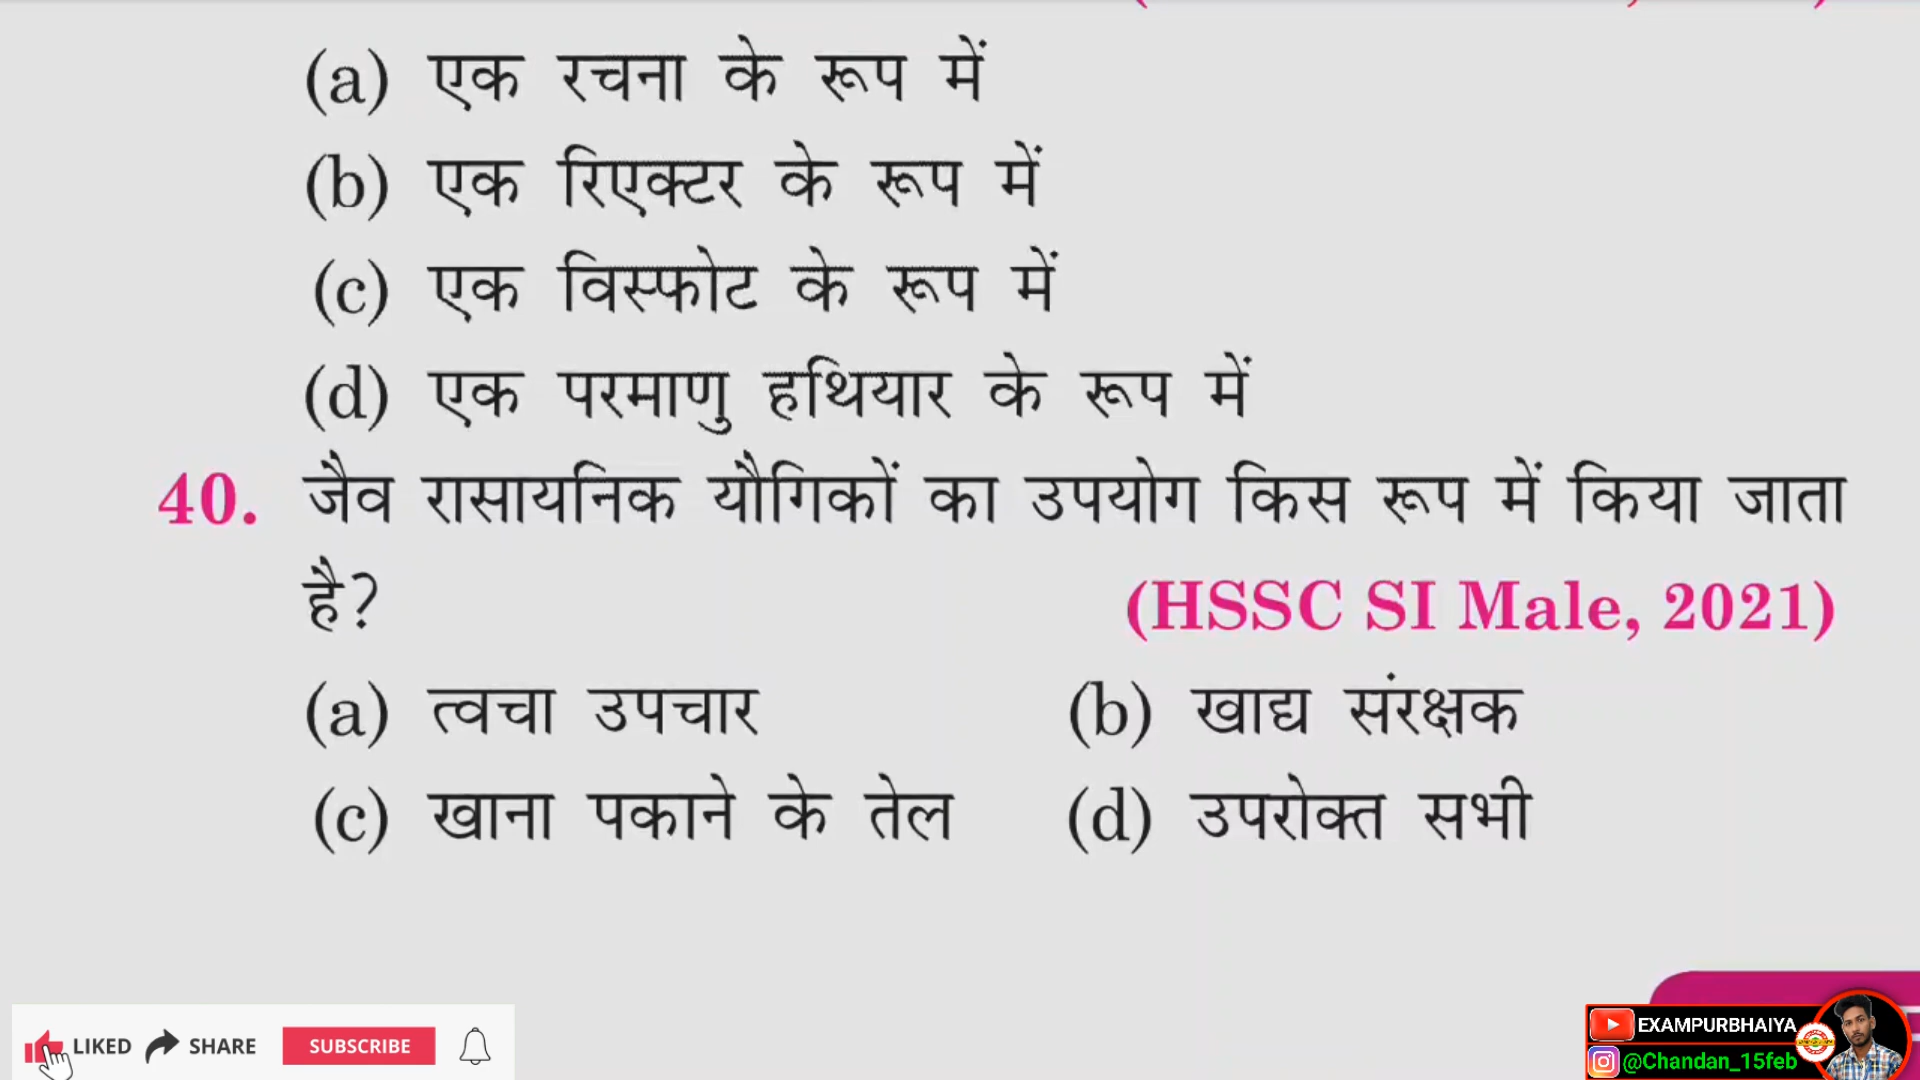 (a) एक रचना के रूप में
(b) एक रिएक्टर के रूप में
(c) एक विस्फोट के रूप में
(d) एक परमाणु हथियार के रूप में
40. जैव रासायनिक यौगिकों का उपयोग किस रूप में किया जाता
है? (HSSC SI Male, 2021)
(a) त्वचा उपचार (b) खाद्य संरक्षक
(c) खाना पकाने के तेल (d) उपरोक्त सभी
LIKED SHARE SUBSCRIBE
EXAMPURBHAIYA
@Chandan_15feb